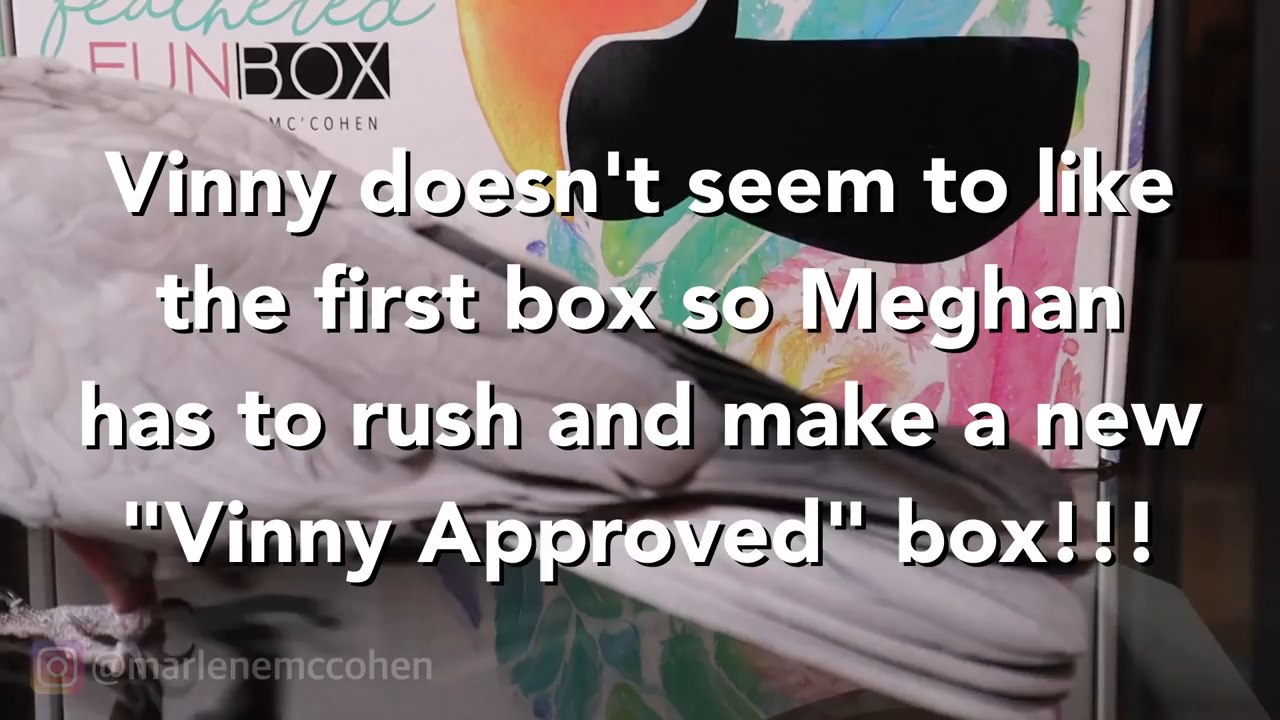 feathered
FUNBOX
MC'COHEN
Vinny doesn't seem to like
the first box so Meghan
has to rush and make a new
"Vinny Approved" box!!!
@marlenemccohen